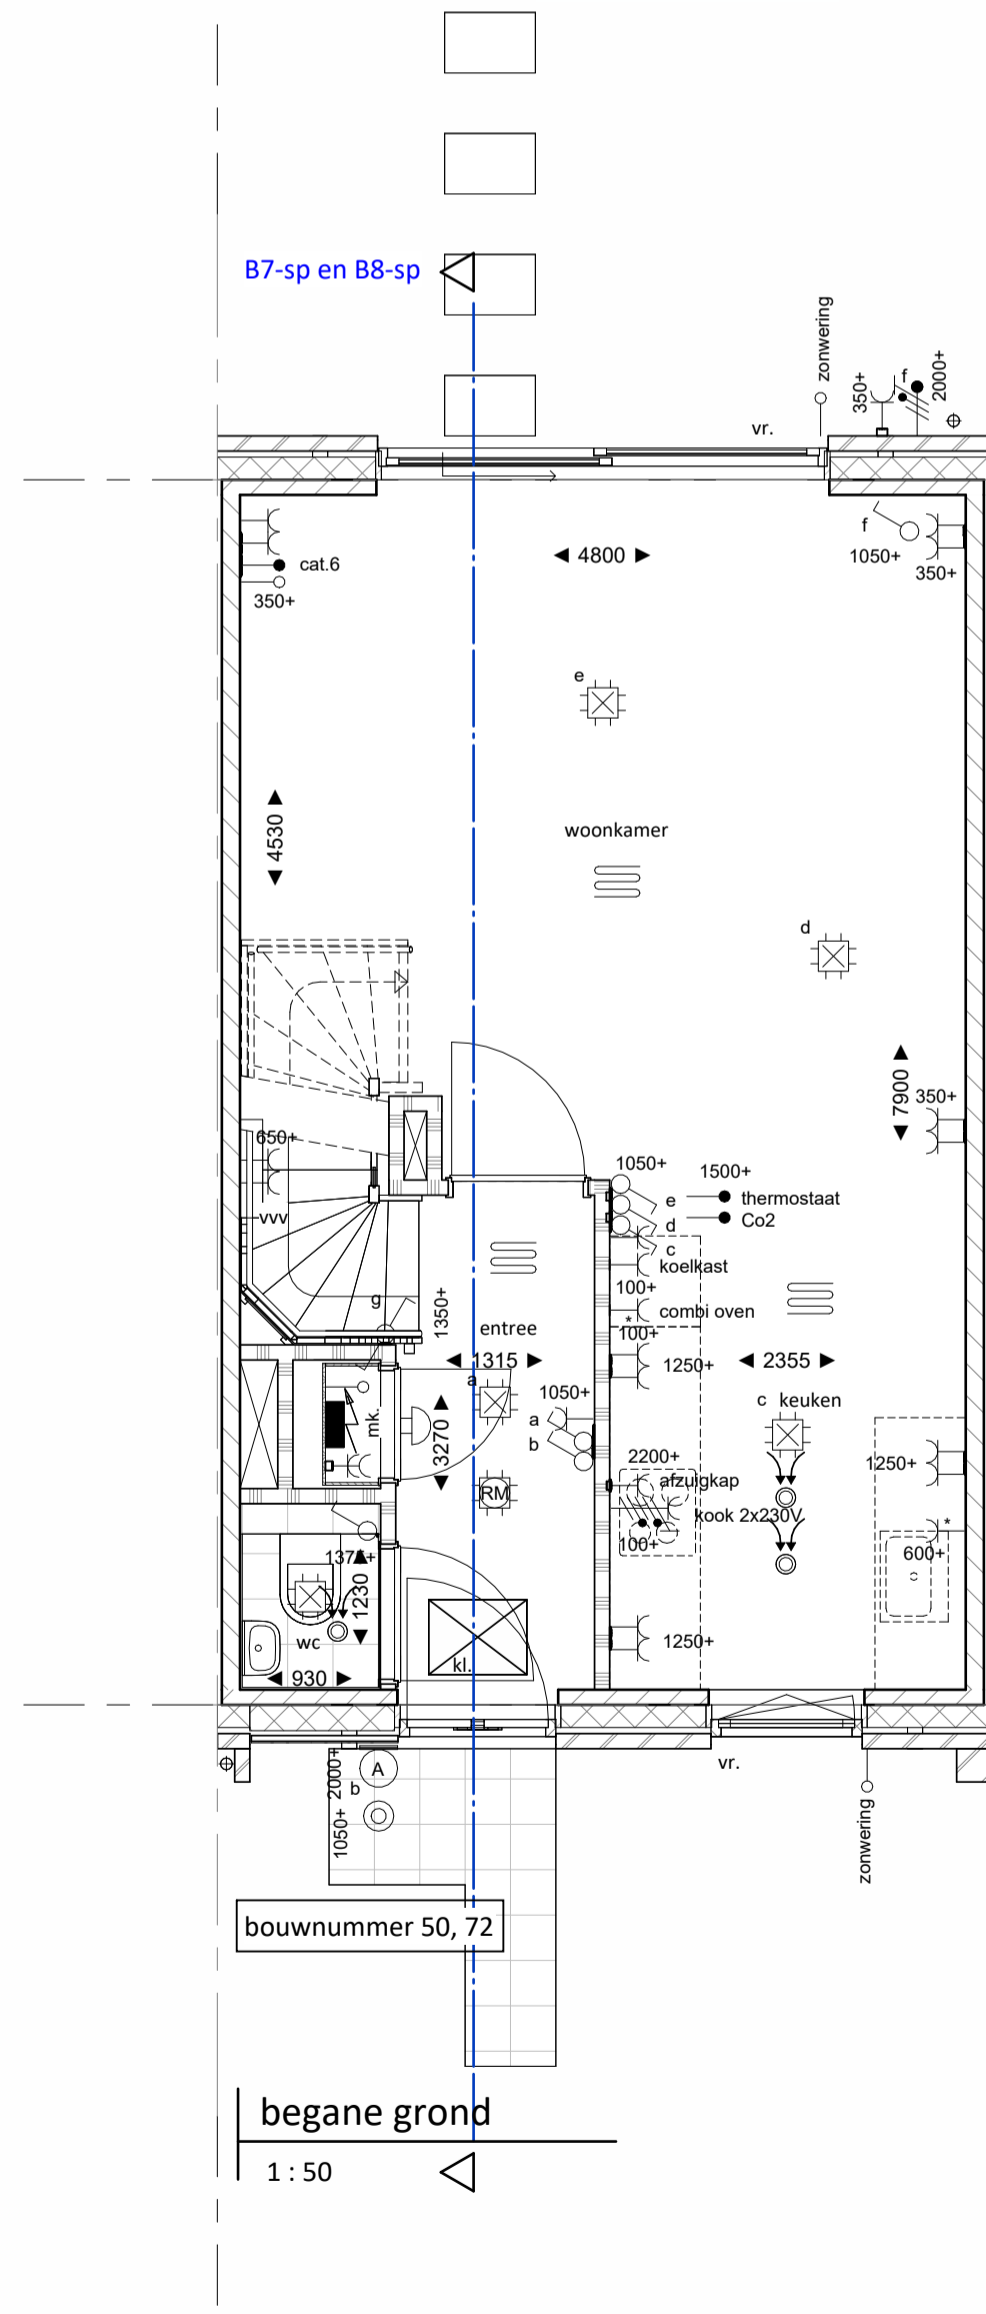 B7-sp en B8-sp
zonwering
350+
f
2000+
vr.
f
1050+
350+
cat.6
350+
4800
e
4530
woonkamer
d
7900
350+
650+
vvv
1050+
1500+
e
thermostaat
d
Co2
c
koelkast
100+
combi oven
*
100+
1250+
2355
g
1350+
entree
1315
a
1050+
a
b
mk.
3270
c keuken
2200+
afzuigkap
kook 2x230V
100+
1250+
*
600+
RM
1230
wc
930
kl.
1250+
vr.
2000+
A
b
1050+
zonwering
bouwnummer 50, 72
begane grond
1 : 50